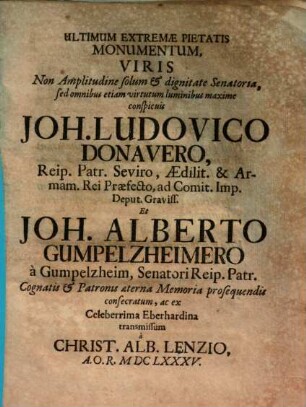 ULTIMUM EXTREMÆ PIETATIS
MONUMENTUM,
VIRIS
Non Amplitudine solum & dignitate Senatoria,
sed omnibus etiam virtutum luminibus maxime
conspicuis
JOH. LUDOVICO
DONAVERO,
Reip. Patr. Seviro, Ædilit. & Ar-
mam. Rei Præfecto, ad Comit. Imp.
Deput. Graviss.
Et
JOH. ALBERTO
GUMPELZHEIMERO
à Gumpelzheim, Senatori Reip. Patr.
Cognatis & Patronis æterna Memoria prosequendis
consecratum, ac ex
Celeberrima Eberhardina
transmissum
à
CHRIST. ALB. LENZIO,
A.O.R. MDCLXXXV.